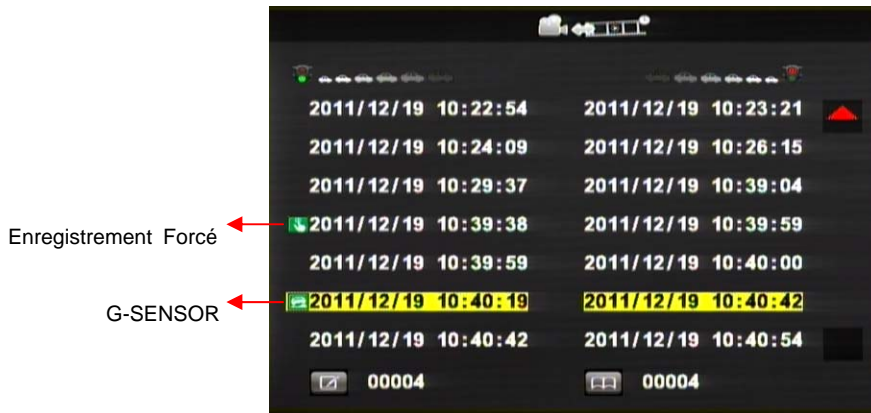 2011/12/19 10:22:54 2011/12/19 10:23:21
2011/12/19 10:24:09 2011/12/19 10:26:15
2011/12/19 10:29:37 2011/12/19 10:39:04
Enregistrement Forcé 2011/12/19 10:39:38 2011/12/19 10:39:59
2011/12/19 10:39:59 2011/12/19 10:40:00
G-SENSOR 2011/12/19 10:40:19 2011/12/19 10:40:42
2011/12/19 10:40:42 2011/12/19 10:40:54
00004 00004